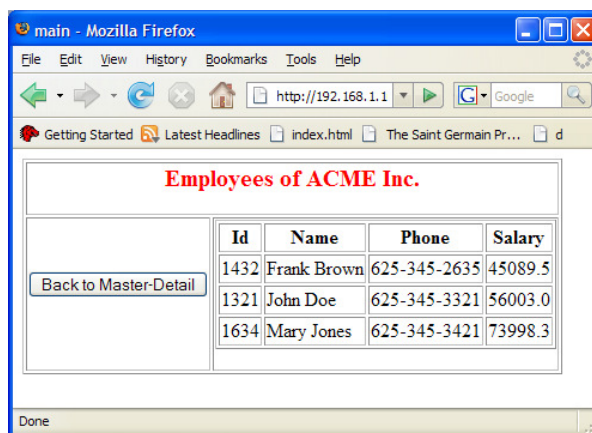 main - Mozilla Firefox
File Edit View History Bookmarks Tools Help
http://192.168.1.1 G Google
Getting Started Latest Headlines index.html The Saint Germain Pr... d
Employees of ACME Inc.
Id Name Phone Salary
1432 Frank Brown 625-345-2635 45089.5
Back to Master-Detail
1321 John Doe 625-345-3321 56003.0
1634 Mary Jones 625-345-3421 73998.3
Done